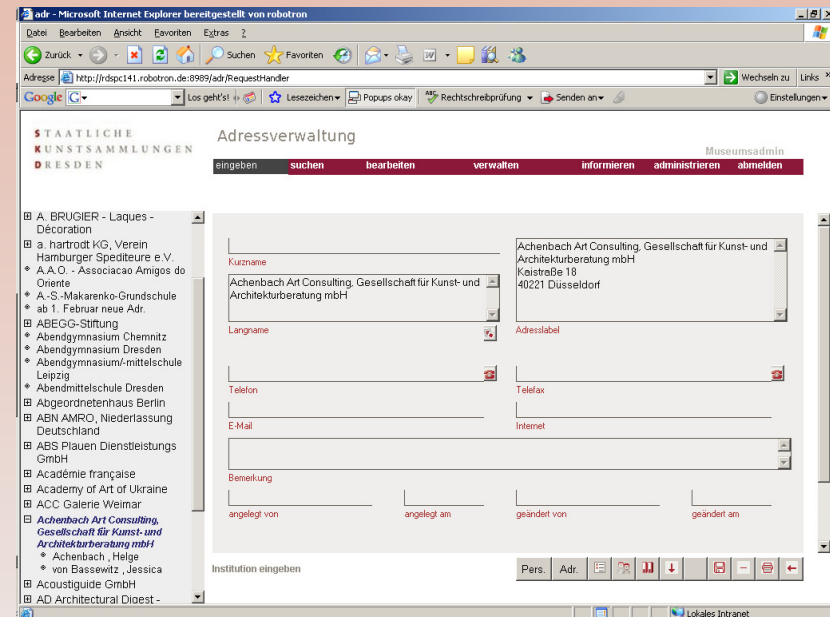 adr - Microsoft Internet Explorer bereitgestellt von robotron
Datei Bearbeiten Ansicht Favoriten Extras ?
Zurück Suchen Favoriten
Adresse http://rdspc141.robotron.de:8989/adr/RequestHandler Wechseln zu Links »
Google G Los geht's! Lesezeichen Popups okay ABC Rechtschreibprüfung Senden an Einstellungen
STAATLICHE
KUNSTSAMMLUNGEN
DRESDEN
Adressverwaltung
Museumsadmin
eingeben suchen bearbeiten verwalten informieren administrieren abmelden
A. BRUGIER - Laques -
Décoration
a. hartrodt KG, Verein
Hamburger Spediteure e.V.
A.A.O. - Associacao Amigos do
Oriente
A.-S.-Makarenko-Grundschule
ab 1. Februar neue Adr.
ABEGG-Stiftung
Abendgymnasium Chemnitz
Abendgymnasium Dresden
Abendgymnasium/-mittelschule
Leipzig
Abendmittelschule Dresden
Abgeordnetenhaus Berlin
ABN AMRO, Niederlassung
Deutschland
ABS Plauen Dienstleistungs
GmbH
Académie française
Academy of Art of Ukraine
ACC Galerie Weimar
Achenbach Art Consulting,
Gesellschaft für Kunst- und
Architekturberatung mbH
Achenbach , Helge
von Bassewitz , Jessica
Acoustiguide GmbH
AD Architectural Digest -
Kurzname
Achenbach Art Consulting, Gesellschaft für Kunst- und
Architekturberatung mbH
Langname
Achenbach Art Consulting, Gesellschaft für Kunst- und
Architekturberatung mbH
Kaistraße 18
40221 Düsseldorf
Adresslabel
Telefon Telefax
E-Mail Internet
Bemerkung
angelegt von angelegt am geändert von geändert am
Institution eingeben Pers. Adr.
Lokales Intranet